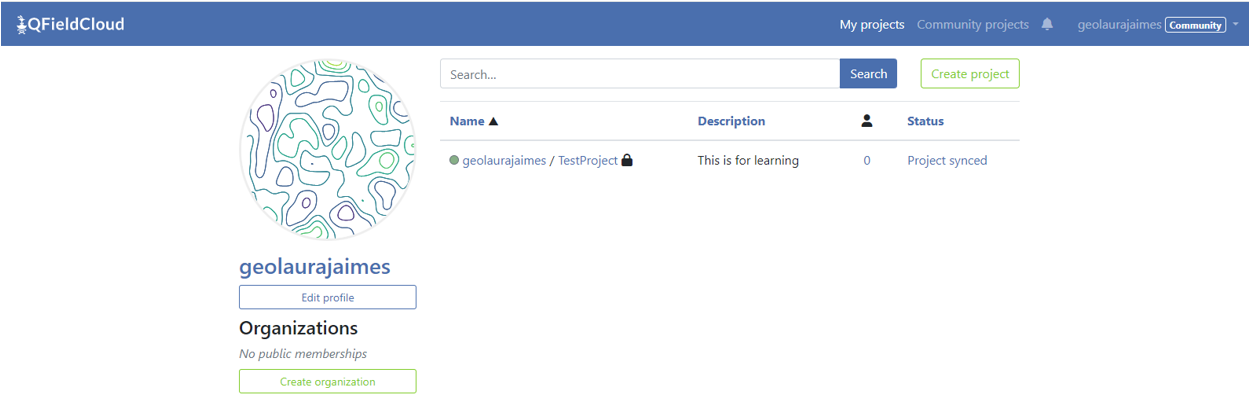 QFieldCloud My projects Community projects geolaurajaimes Community
Search... Search Create project
Name ▲ Description Status
geolaurajaimes / TestProject This is for learning 0 Project synced
geolaurajaimes
Edit profile
Organizations
No public memberships
Create organization